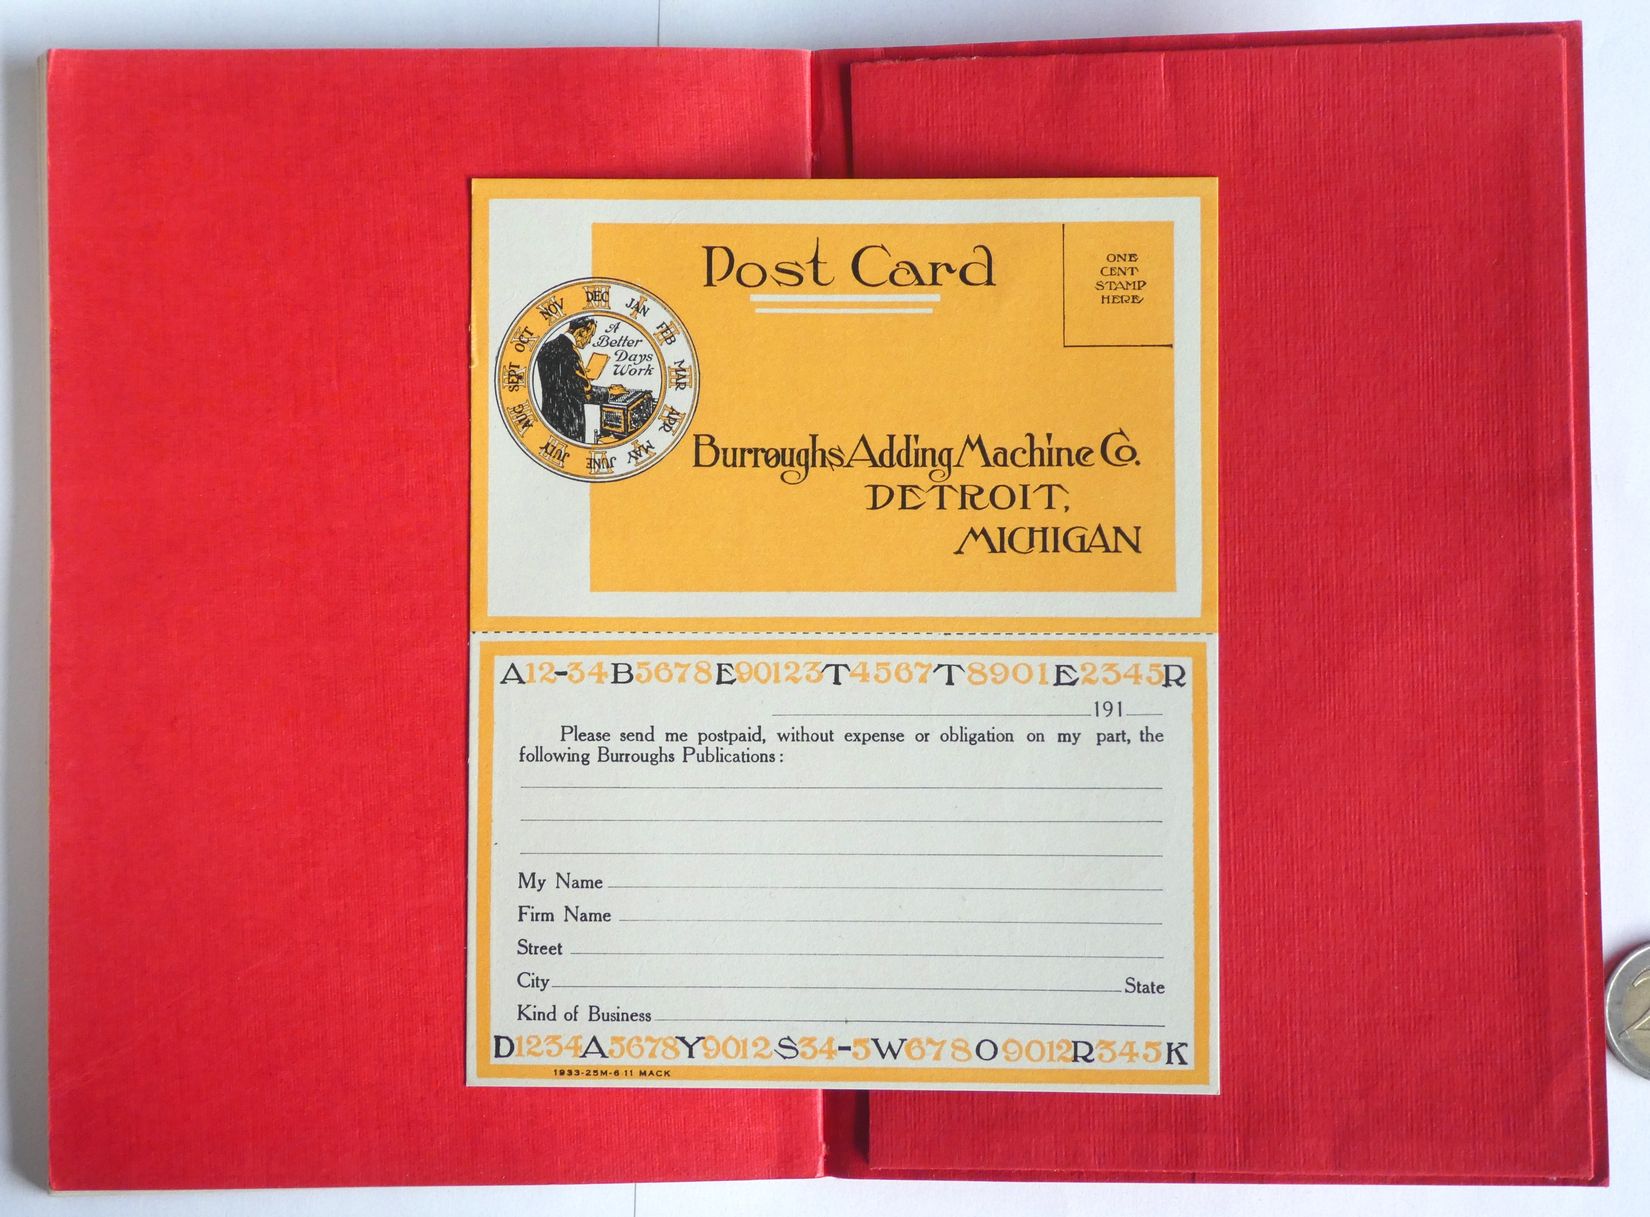 Post Card
ONE
CENT
STAMP
HERE
DEC
JAN
FEB
MAR
APR
MAY
JUNE
JULY
AUG
SEPT
OCT
NOV
A
Better
Days
Work
Burroughs Adding Machine Co.
DETROIT,
MICHIGAN
A12-34B5678E90123T4567T8901E2345R
191
Please send me postpaid, without expense or obligation on my part, the
following Burroughs Publications:
My Name
Firm Name
Street
City State
Kind of Business
D1234A5678Y9012S34-5W678O9012R345K
1933-25M-6 11 MACK
2